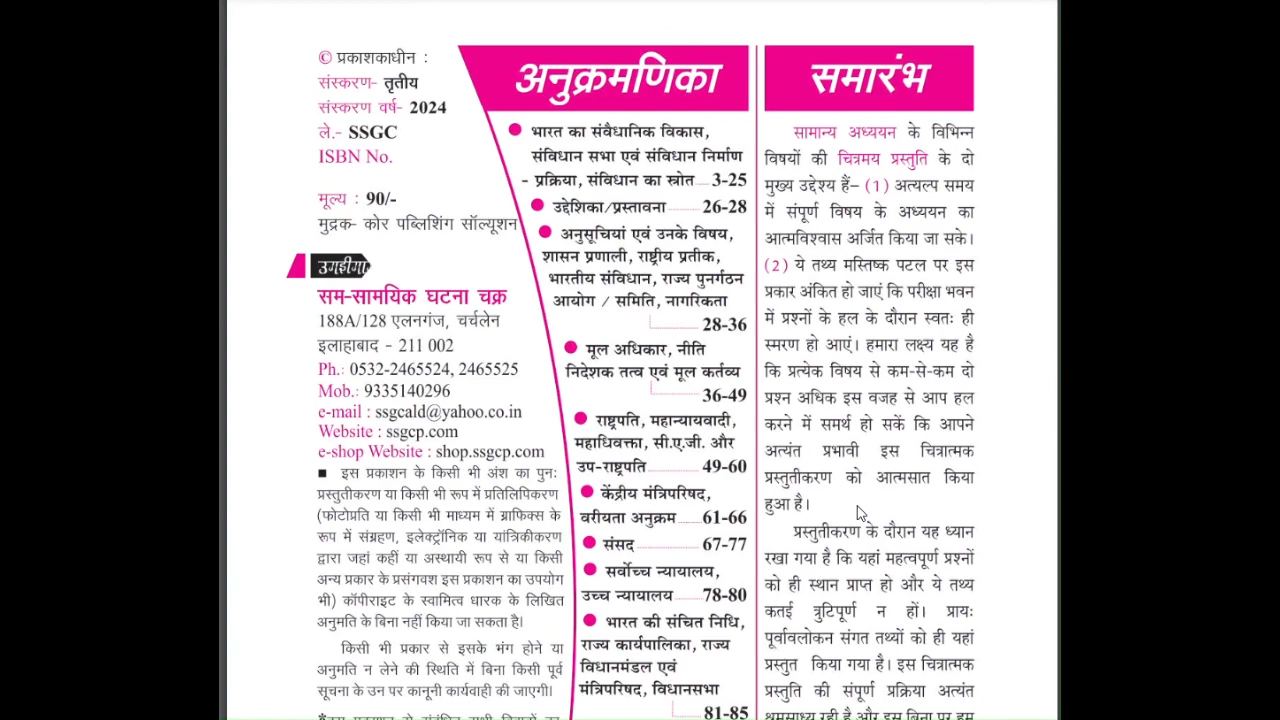 © प्रकाशकाधीन :
संस्करण- तृतीय
संस्करण वर्ष- 2024
ले.- SSGC
ISBN No.
मूल्य : 90/-
मुद्रक- कोर पब्लिशिंग सॉल्यूशन
सम-सामयिक घटना चक्र
188A/128 एलनगंज, चर्चलेन
इलाहाबाद - 211 002
Ph.: 0532-2465524, 2465525
Mob.: 9335140296
e-mail : ssgcald@yahoo.co.in
Website : ssgcp.com
e-shop Website : shop.ssgcp.com
■ इस प्रकाशन के किसी भी अंश का पुनः
प्रस्तुतीकरण या किसी भी रूप में प्रतिलिपिकरण
(फोटोप्रति या किसी भी माध्यम में ग्राफिक्स के
रूप में संग्रहण, इलेक्ट्रॉनिक या यांत्रिकीकरण
द्वारा जहां कहीं या अस्थायी रूप से या किसी
अन्य प्रकार के प्रसंगवश इस प्रकाशन का उपयोग
भी) कॉपीराइट के स्वामित्व धारक के लिखित
अनुमति के बिना नहीं किया जा सकता है।
किसी भी प्रकार से इसके भंग होने या
अनुमति न लेने की स्थिति में बिना किसी पूर्व
सूचना के उन पर कानूनी कार्यवाही की जाएगी।
अनुक्रमणिका
● भारत का संवैधानिक विकास,
संविधान सभा एवं संविधान निर्माण
- प्रक्रिया, संविधान का स्रोत 3-25
● उद्देशिका/प्रस्तावना 26-28
● अनुसूचियां एवं उनके विषय,
शासन प्रणाली, राष्ट्रीय प्रतीक,
भारतीय संविधान, राज्य पुनर्गठन
आयोग / समिति, नागरिकता
28-36
● मूल अधिकार, नीति
निदेशक तत्व एवं मूल कर्तव्य
36-49
● राष्ट्रपति, महान्यायवादी,
महाधिवक्ता, सी.ए.जी. और
उप-राष्ट्रपति 49-60
● केंद्रीय मंत्रिपरिषद,
वरीयता अनुक्रम 61-66
● संसद 67-77
● सर्वोच्च न्यायालय,
उच्च न्यायालय 78-80
● भारत की संचित निधि,
राज्य कार्यपालिका, राज्य
विधानमंडल एवं
मंत्रिपरिषद, विधानसभा
81-85
समारंभ
सामान्य अध्ययन के विभिन्न
विषयों की चित्रमय प्रस्तुति के दो
मुख्य उद्देश्य हैं– (1) अत्यल्प समय
में संपूर्ण विषय के अध्ययन का
आत्मविश्वास अर्जित किया जा सके।
(2) ये तथ्य मस्तिष्क पटल पर इस
प्रकार अंकित हो जाएं कि परीक्षा भवन
में प्रश्नों के हल के दौरान स्वतः ही
स्मरण हो आएं। हमारा लक्ष्य यह है
कि प्रत्येक विषय से कम-से-कम दो
प्रश्न अधिक इस वजह से आप हल
करने में समर्थ हो सकें कि आपने
अत्यंत प्रभावी इस चित्रात्मक
प्रस्तुतीकरण को आत्मसात किया
हुआ है।
प्रस्तुतीकरण के दौरान यह ध्यान
रखा गया है कि यहां महत्वपूर्ण प्रश्नों
को ही स्थान प्राप्त हो और ये तथ्य
कतई त्रुटिपूर्ण न हों। प्रायः
पूर्वावलोकन संगत तथ्यों को ही यहां
प्रस्तुत किया गया है। इस चित्रात्मक
प्रस्तुति की संपूर्ण प्रक्रिया अत्यंत
श्रमसाध्य रही है और इस बिना पर हम